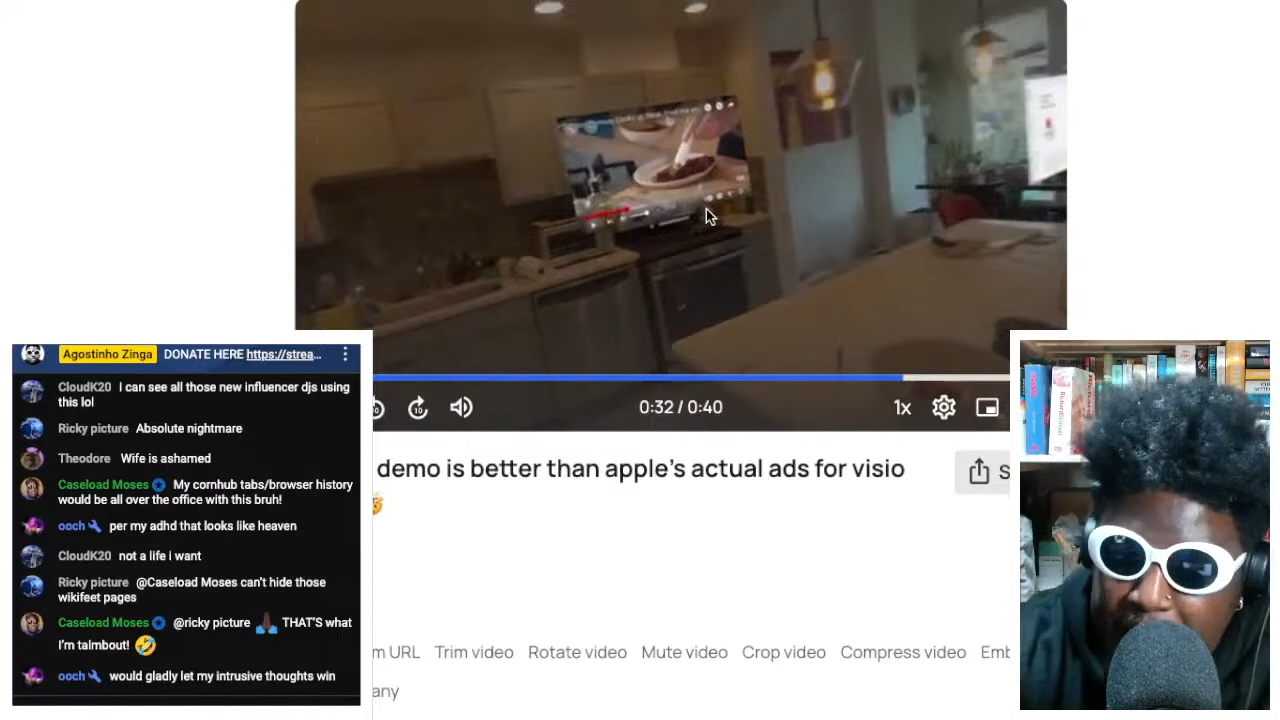 Agostinho Zinga DONATE HERE https://strea...
CloudK20 I can see all those new influencer djs using
this lol
Ricky picture Absolute nightmare
Theodore Wife is ashamed
Caseload Moses My cornhub tabs/browser history
would be all over the office with this bruh!
ooch per my adhd that looks like heaven
CloudK20 not a life i want
Ricky picture @Caseload Moses can't hide those
wikifeet pages
Caseload Moses @ricky picture 🙏🏿 THAT'S what
I'm talmbout! 🤣
ooch would gladly let my intrusive thoughts win
10
0:32 / 0:40
1x
demo is better than apple's actual ads for visio
S
m URL Trim video Rotate video Mute video Crop video Compress video Emb
any